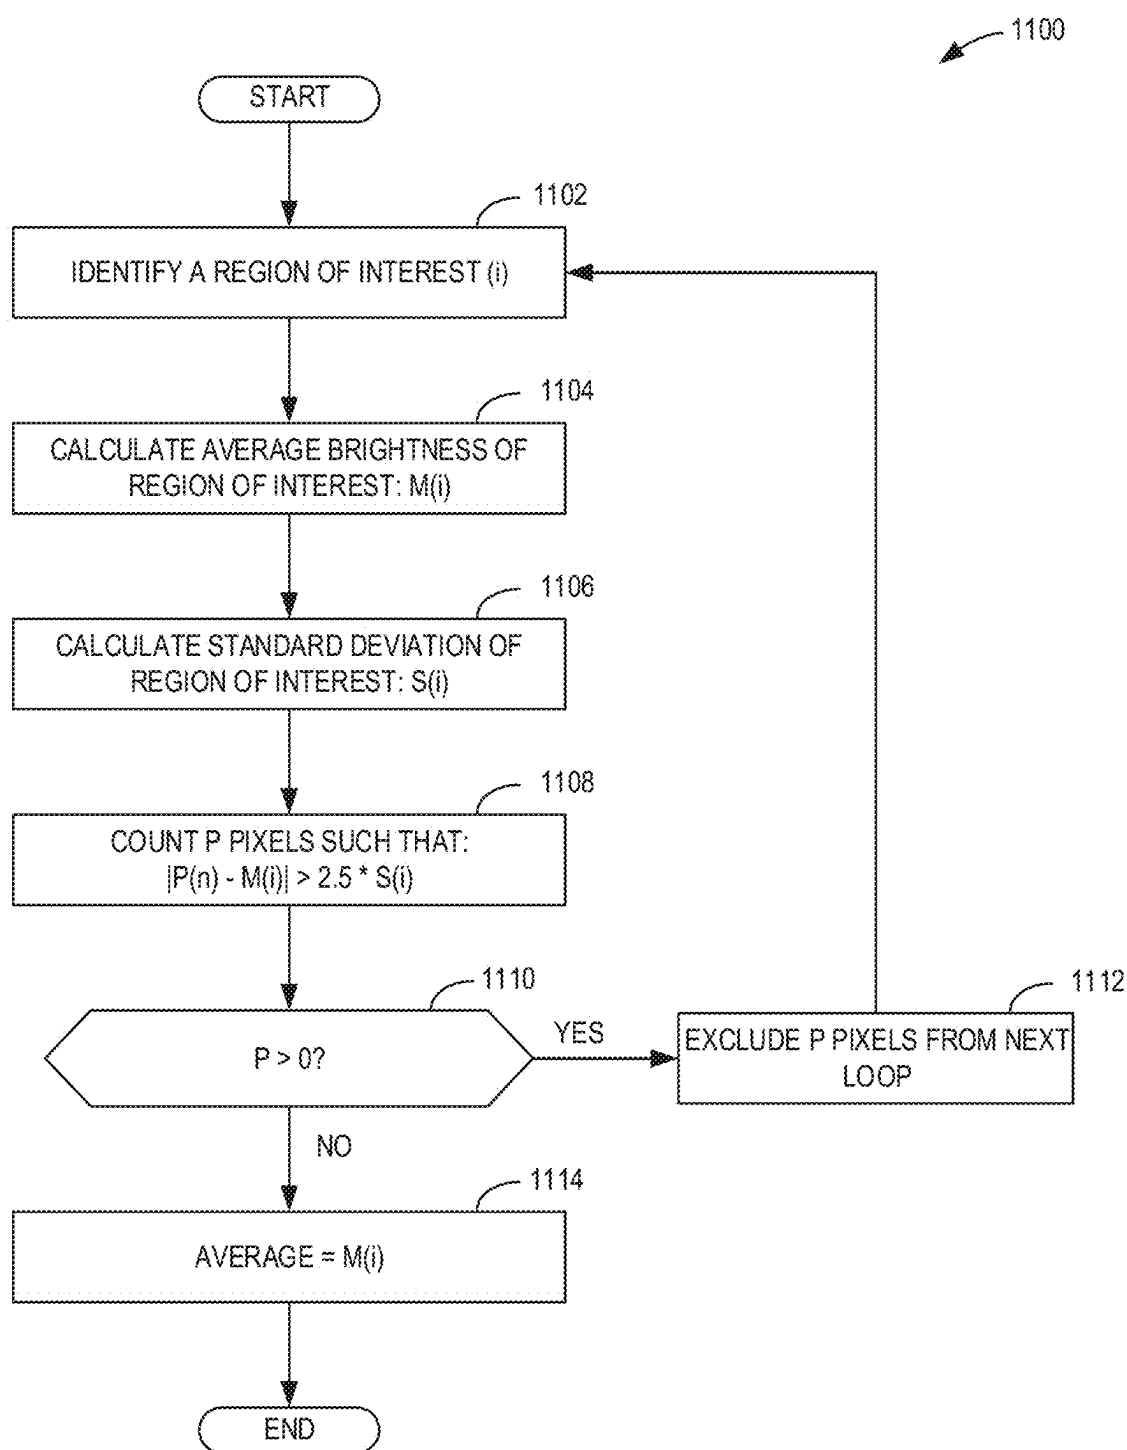 1100
START
1102
IDENTIFY A REGION OF INTEREST (i)
1104
CALCULATE AVERAGE BRIGHTNESS OF
REGION OF INTEREST: M(i)
1106
CALCULATE STANDARD DEVIATION OF
REGION OF INTEREST: S(i)
1108
COUNT P PIXELS SUCH THAT:
|P(n) - M(i)| > 2.5 * S(i)
1110
P > 0?
YES
1112
EXCLUDE P PIXELS FROM NEXT
LOOP
NO
1114
AVERAGE = M(i)
END